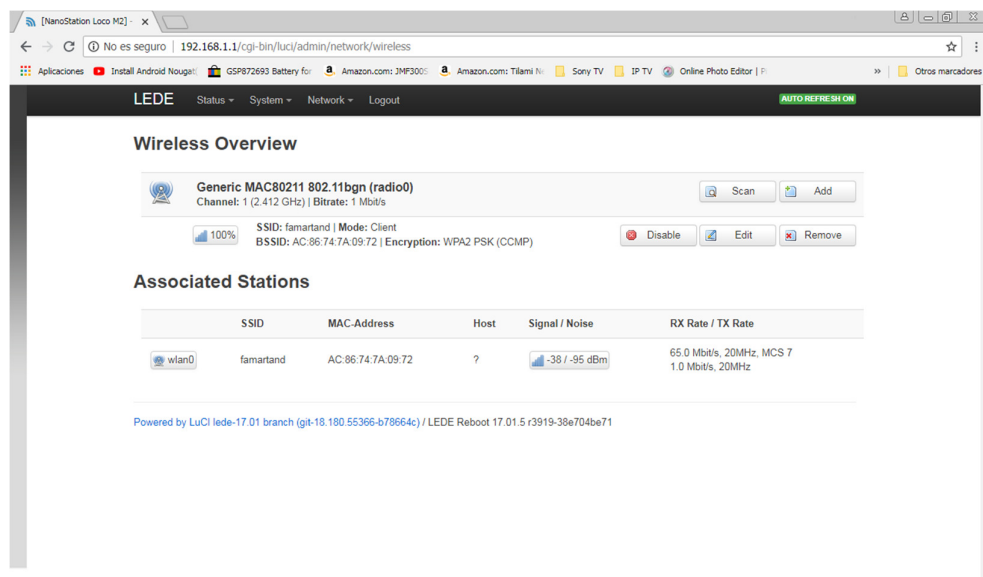 [NanoStation Loco M2] -
No es seguro | 192.168.1.1/cgi-bin/luci/admin/network/wireless
Aplicaciones Install Android Nougat( GSP872693 Battery for Amazon.com: JMF300S Amazon.com: Tilami Ne Sony TV IP TV Online Photo Editor | Pi » Otros marcadores
LEDE Status System Network Logout AUTO REFRESH ON
Wireless Overview
Generic MAC80211 802.11bgn (radio0) Scan Add
Channel: 1 (2.412 GHz) | Bitrate: 1 Mbit/s
100% SSID: famartand | Mode: Client Disable Edit Remove
BSSID: AC:86:74:7A:09:72 | Encryption: WPA2 PSK (CCMP)
Associated Stations
SSID MAC-Address Host Signal / Noise RX Rate / TX Rate
wlan0 famartand AC:86:74:7A:09:72 ? -38 / -95 dBm 65.0 Mbit/s, 20MHz, MCS 7
1.0 Mbit/s, 20MHz
Powered by LuCI lede-17.01 branch (git-18.180.55366-b78664c) / LEDE Reboot 17.01.5 r3919-38e704be71